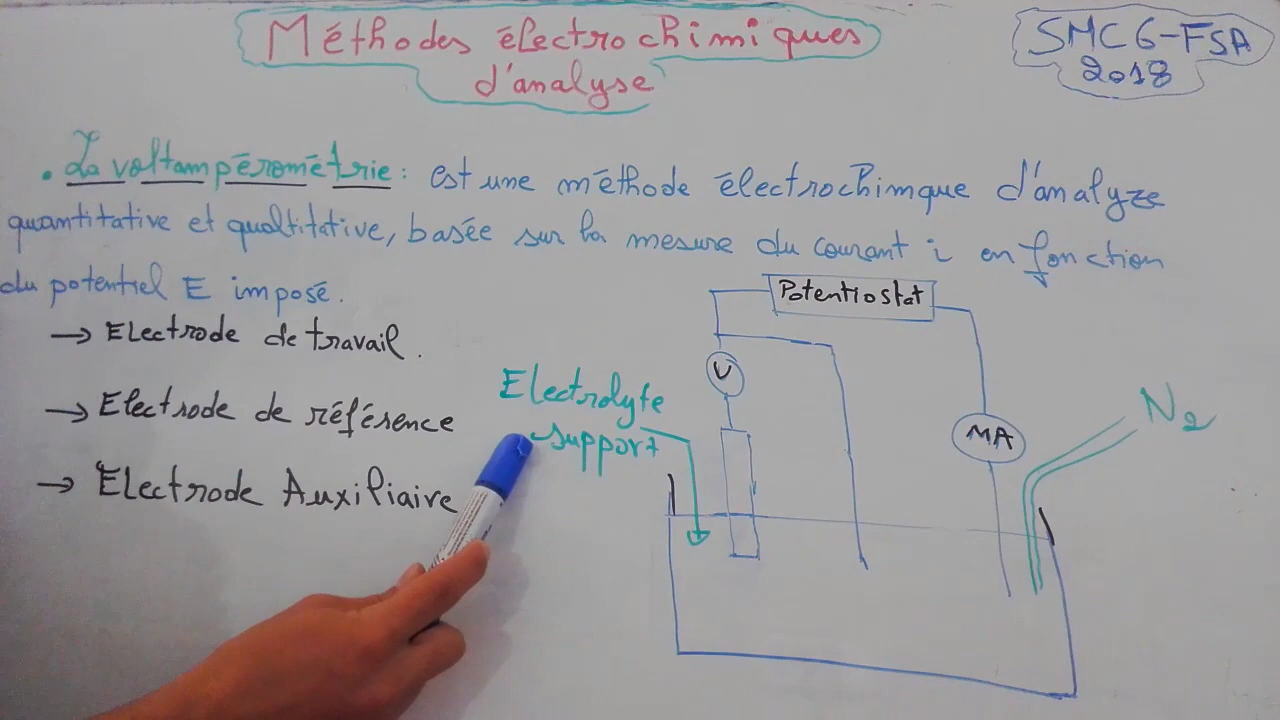 Méthodes électrochimiques
d'analyse
SMC6-FSA
2018
. La voltampérométrie : est une méthode électrochimque d'analyze
quantitative et qualtitative, basée sur la mesure du courant i en fonction
du potentiel E imposé.
→ Electrode de travail.
→ Electrode de référence
→ Electrode Auxiliaire
Potentiostat
V
Electrolyte
support
MA
N2